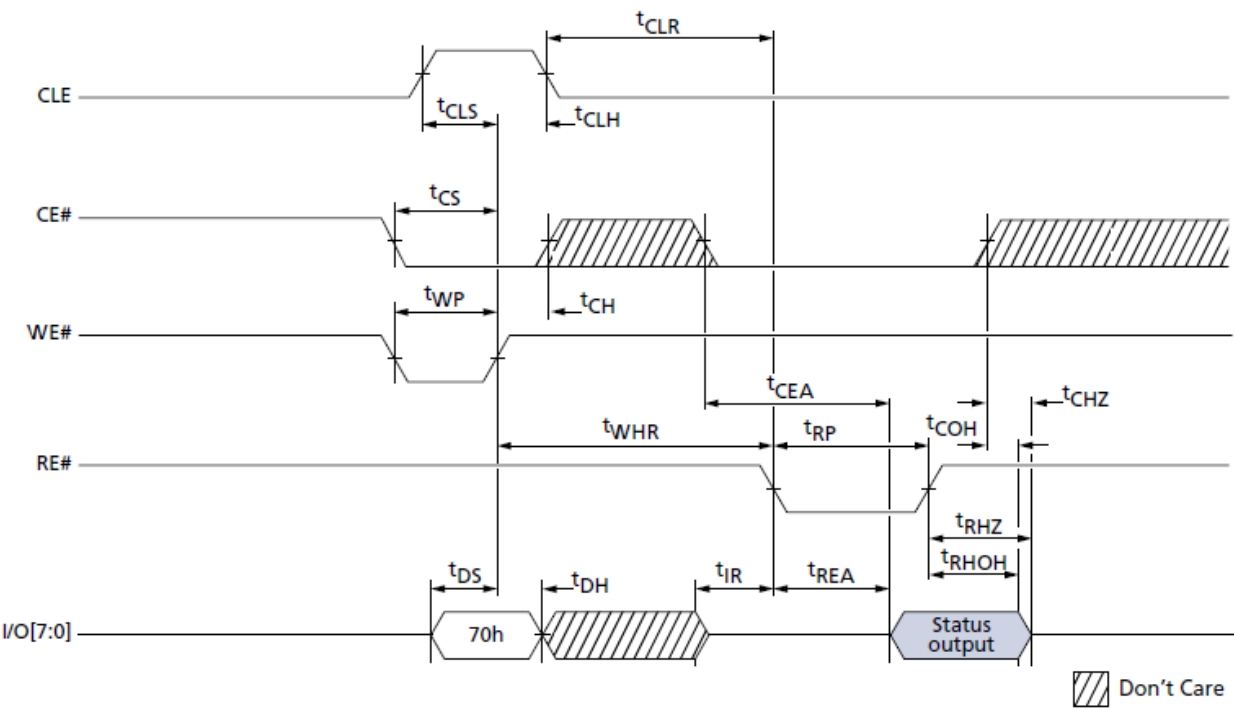 tCLR
CLE
tCLS
tCLH
tCS
CE#
tWP
tCH
WE#
tCEA
tCHZ
tWHR
tRP
tCOH
RE#
tRHZ
tRHOH
tDS
tDH
tIR
tREA
I/O[7:0]
70h
Status
output
Don't Care